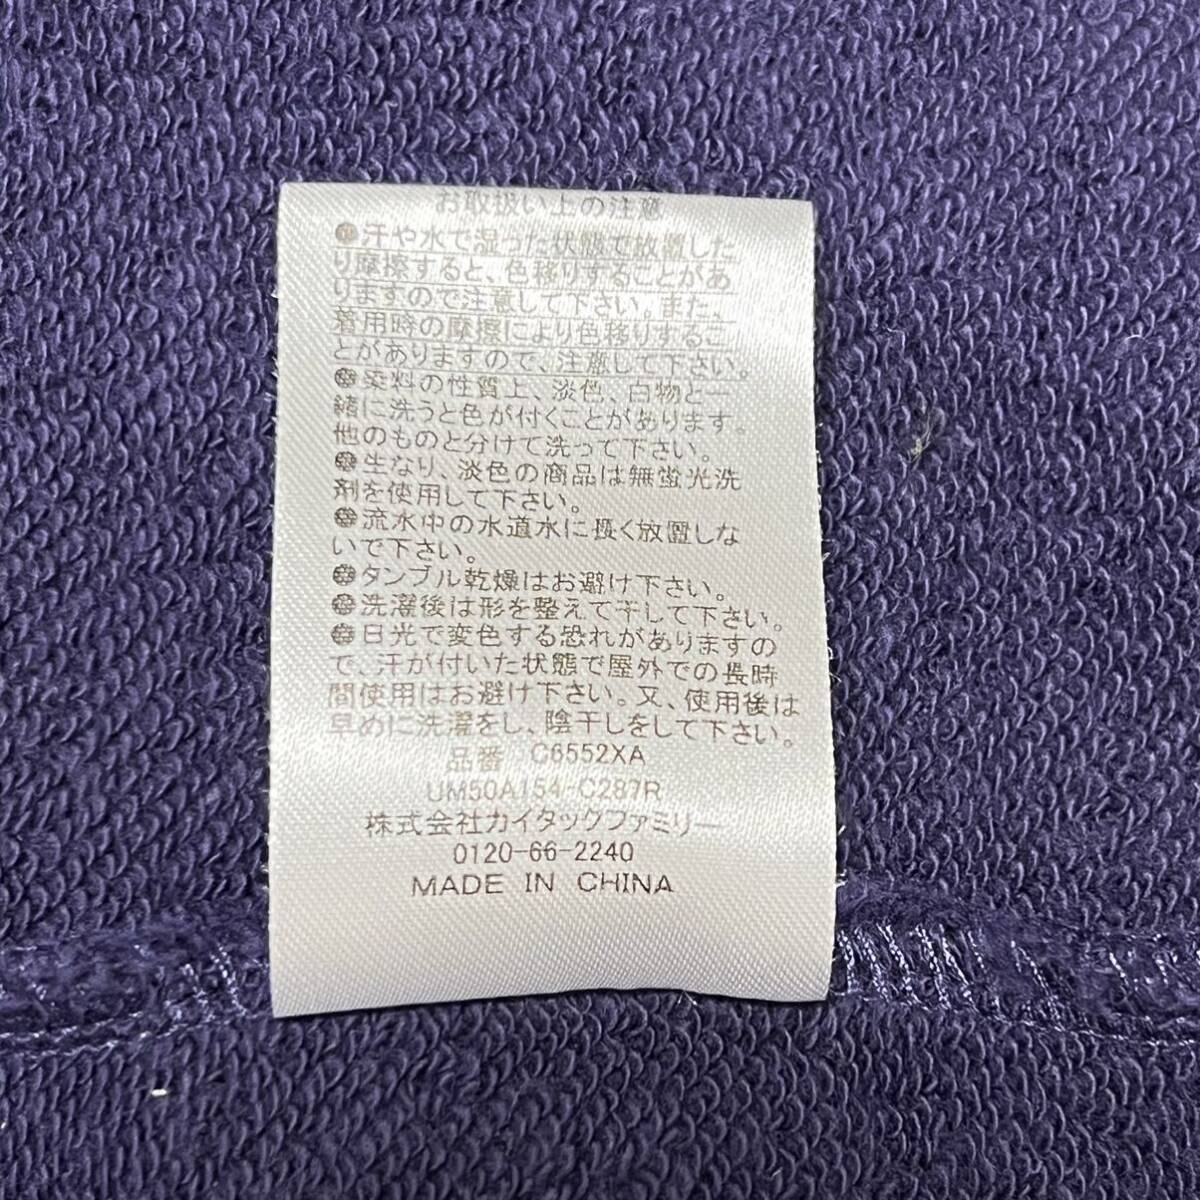 お取扱い上の注意
●汗や水で湿った状態で放置した
り摩擦すると、色移りすることがあ
りますので注意して下さい。また、
着用時の摩擦により色移りするこ
とがありますので、注意して下さい。
●染料の性質上、淡色、白物と一
緒に洗うと色が付くことがあります。
他のものと分けて洗って下さい。
●生なり、淡色の商品は無蛍光洗
剤を使用して下さい。
●流水中の水道水に長く放置しな
いで下さい。
●タンブル乾燥はお避け下さい。
●洗濯後は形を整えて干して下さい。
●日光で変色する恐れがありますの
で、汗が付いた状態で屋外での長時
間使用はお避け下さい。又、使用後は
早めに洗濯をし、陰干しをして下さい。
品番 C6552XA
UM50A154-C287R
株式会社カイタックファミリー
0120-66-2240
MADE IN CHINA